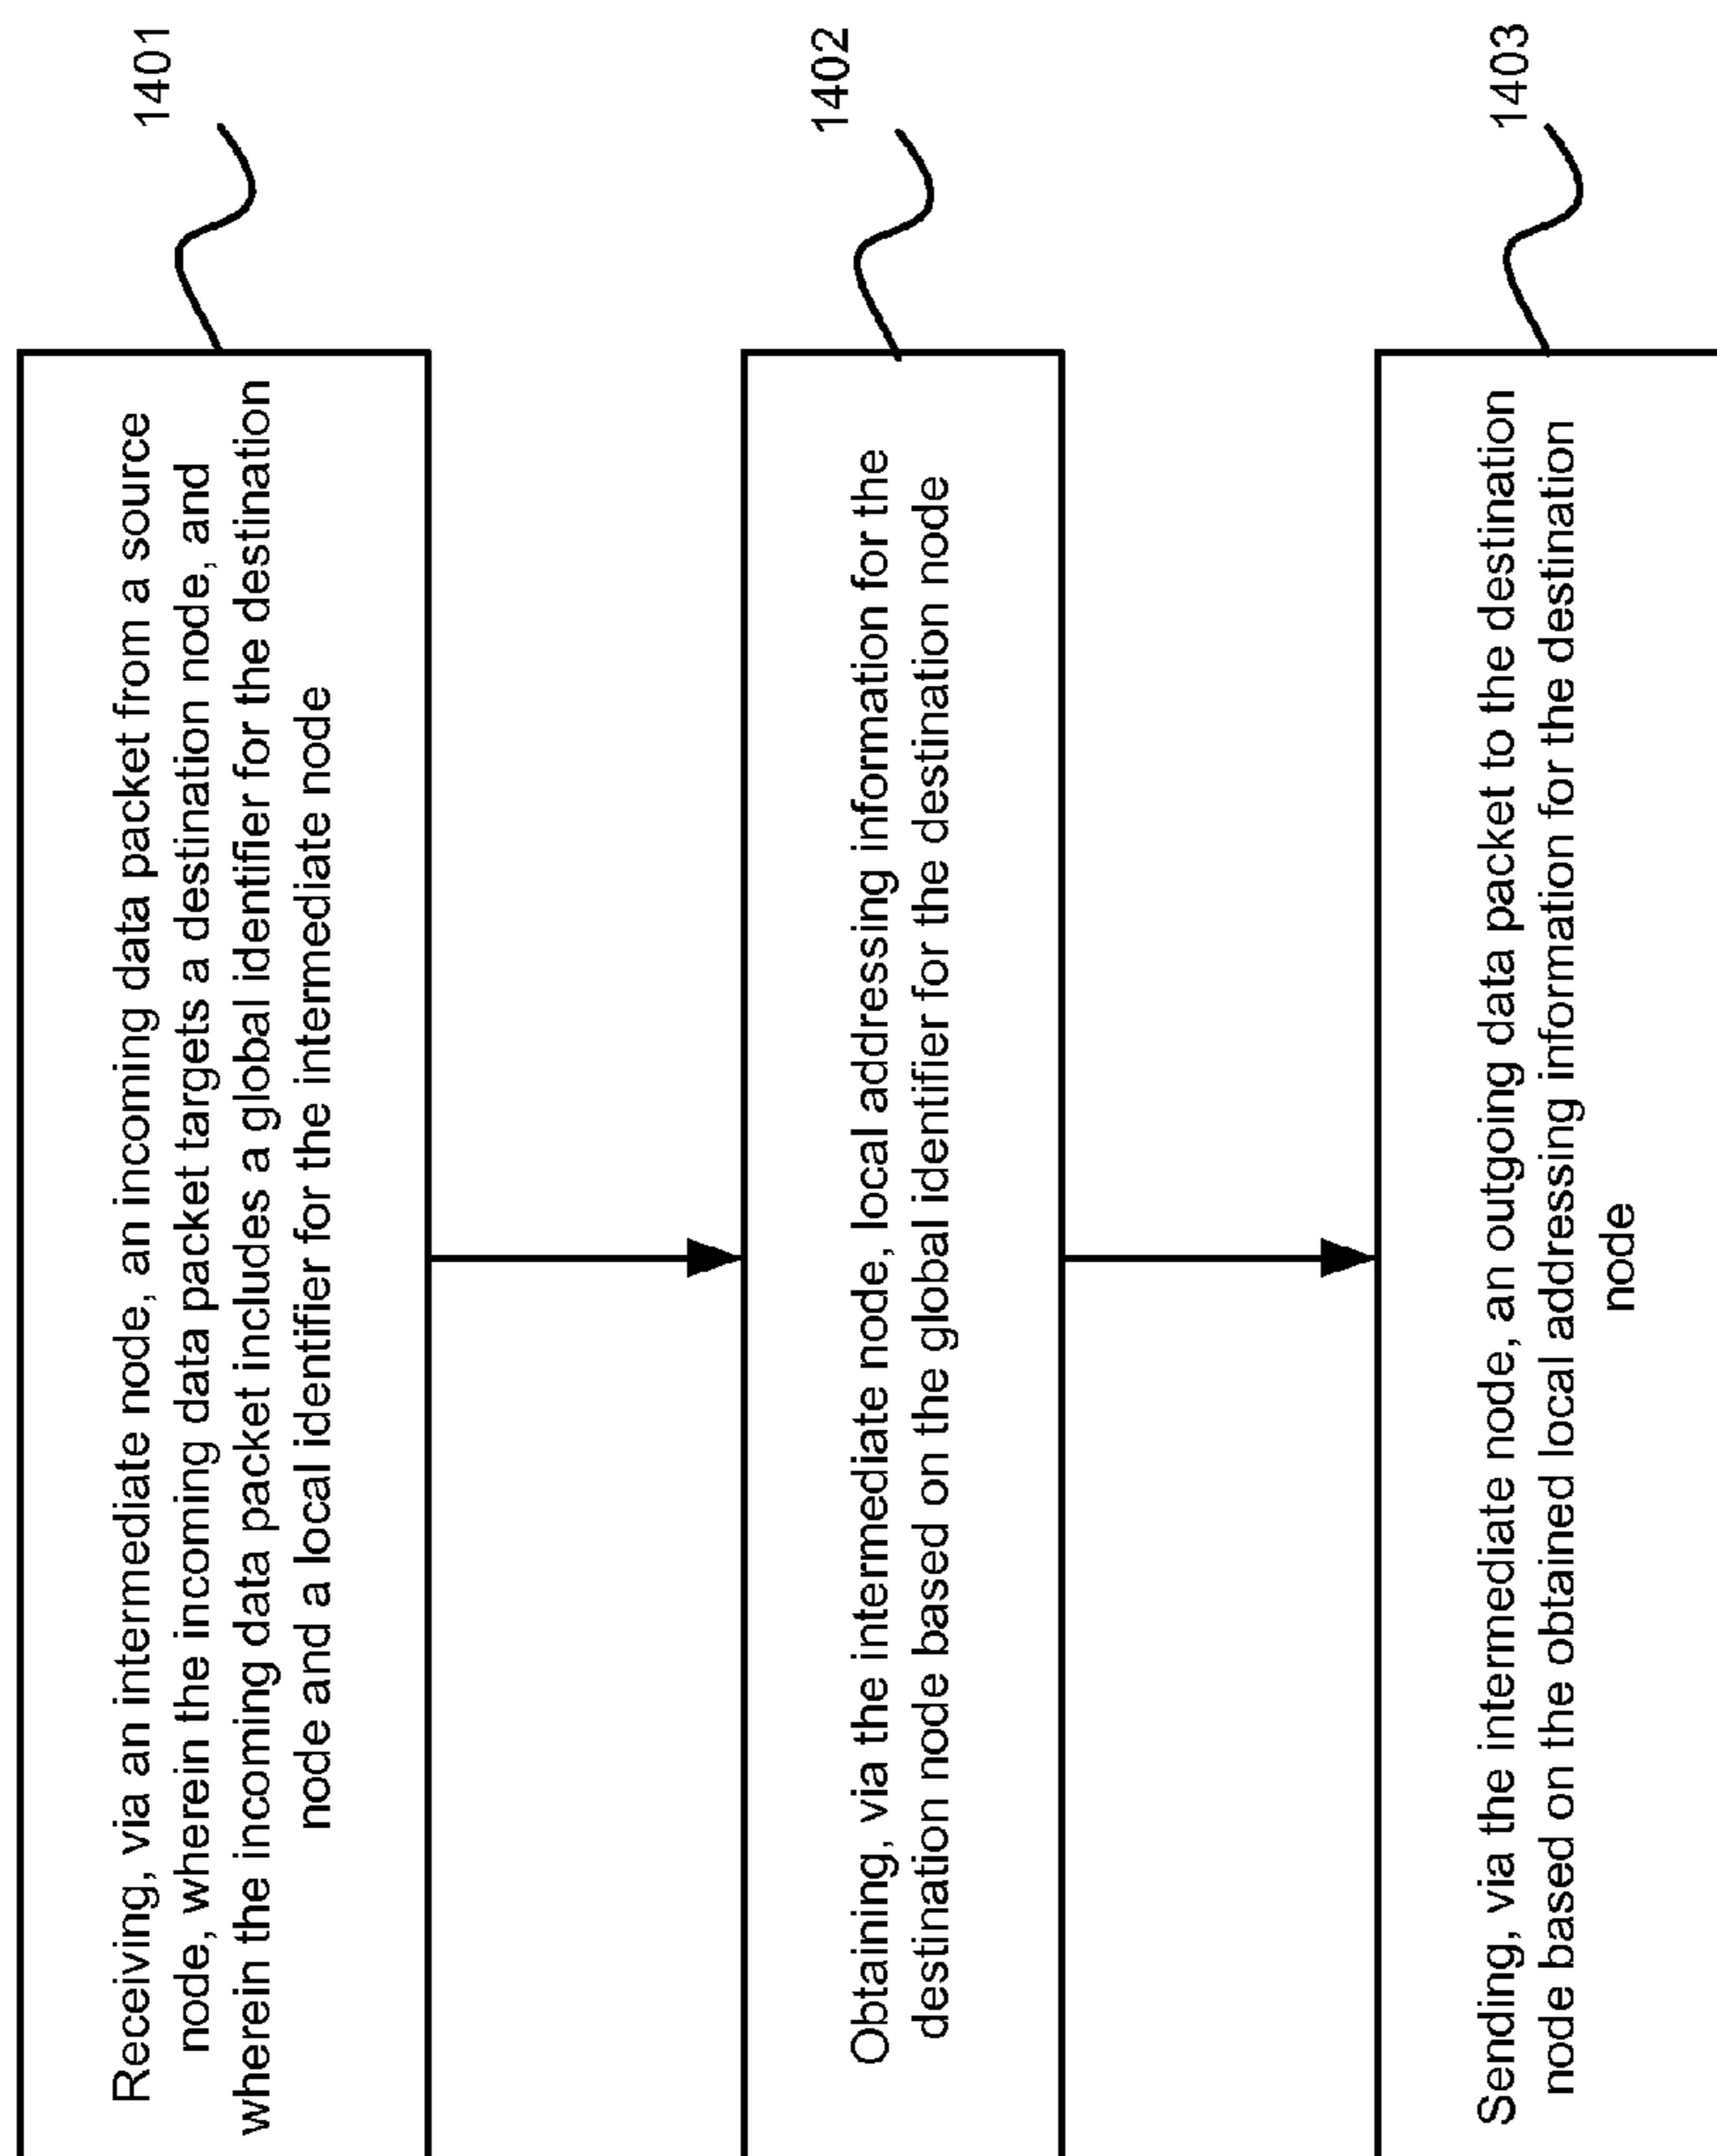 1401
Receiving, via an intermediate node, an incoming data packet from a source
node, wherein the incoming data packet targets a destination node, and
wherein the incoming data packet includes a global identifier for the destination
node and a local identifier for the intermediate node
1402
Obtaining, via the intermediate node, local addressing information for the
destination node based on the global identifier for the destination node
1403
Sending, via the intermediate node, an outgoing data packet to the destination
node based on the obtained local addressing information for the destination
node